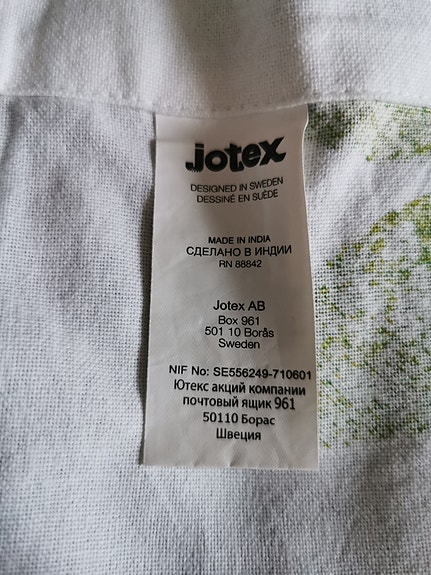 Jotex
DESIGNED IN SWEDEN
DESSINÉ EN SUÈDE
MADE IN INDIA
СДЕЛАНО В ИНДИИ
RN 88842
Jotex AB
Box 961
501 10 Borås
Sweden
NIF No: SE556249-710601
Ютекс акций компании
почтовый ящик 961
50110 Борас
Швеция